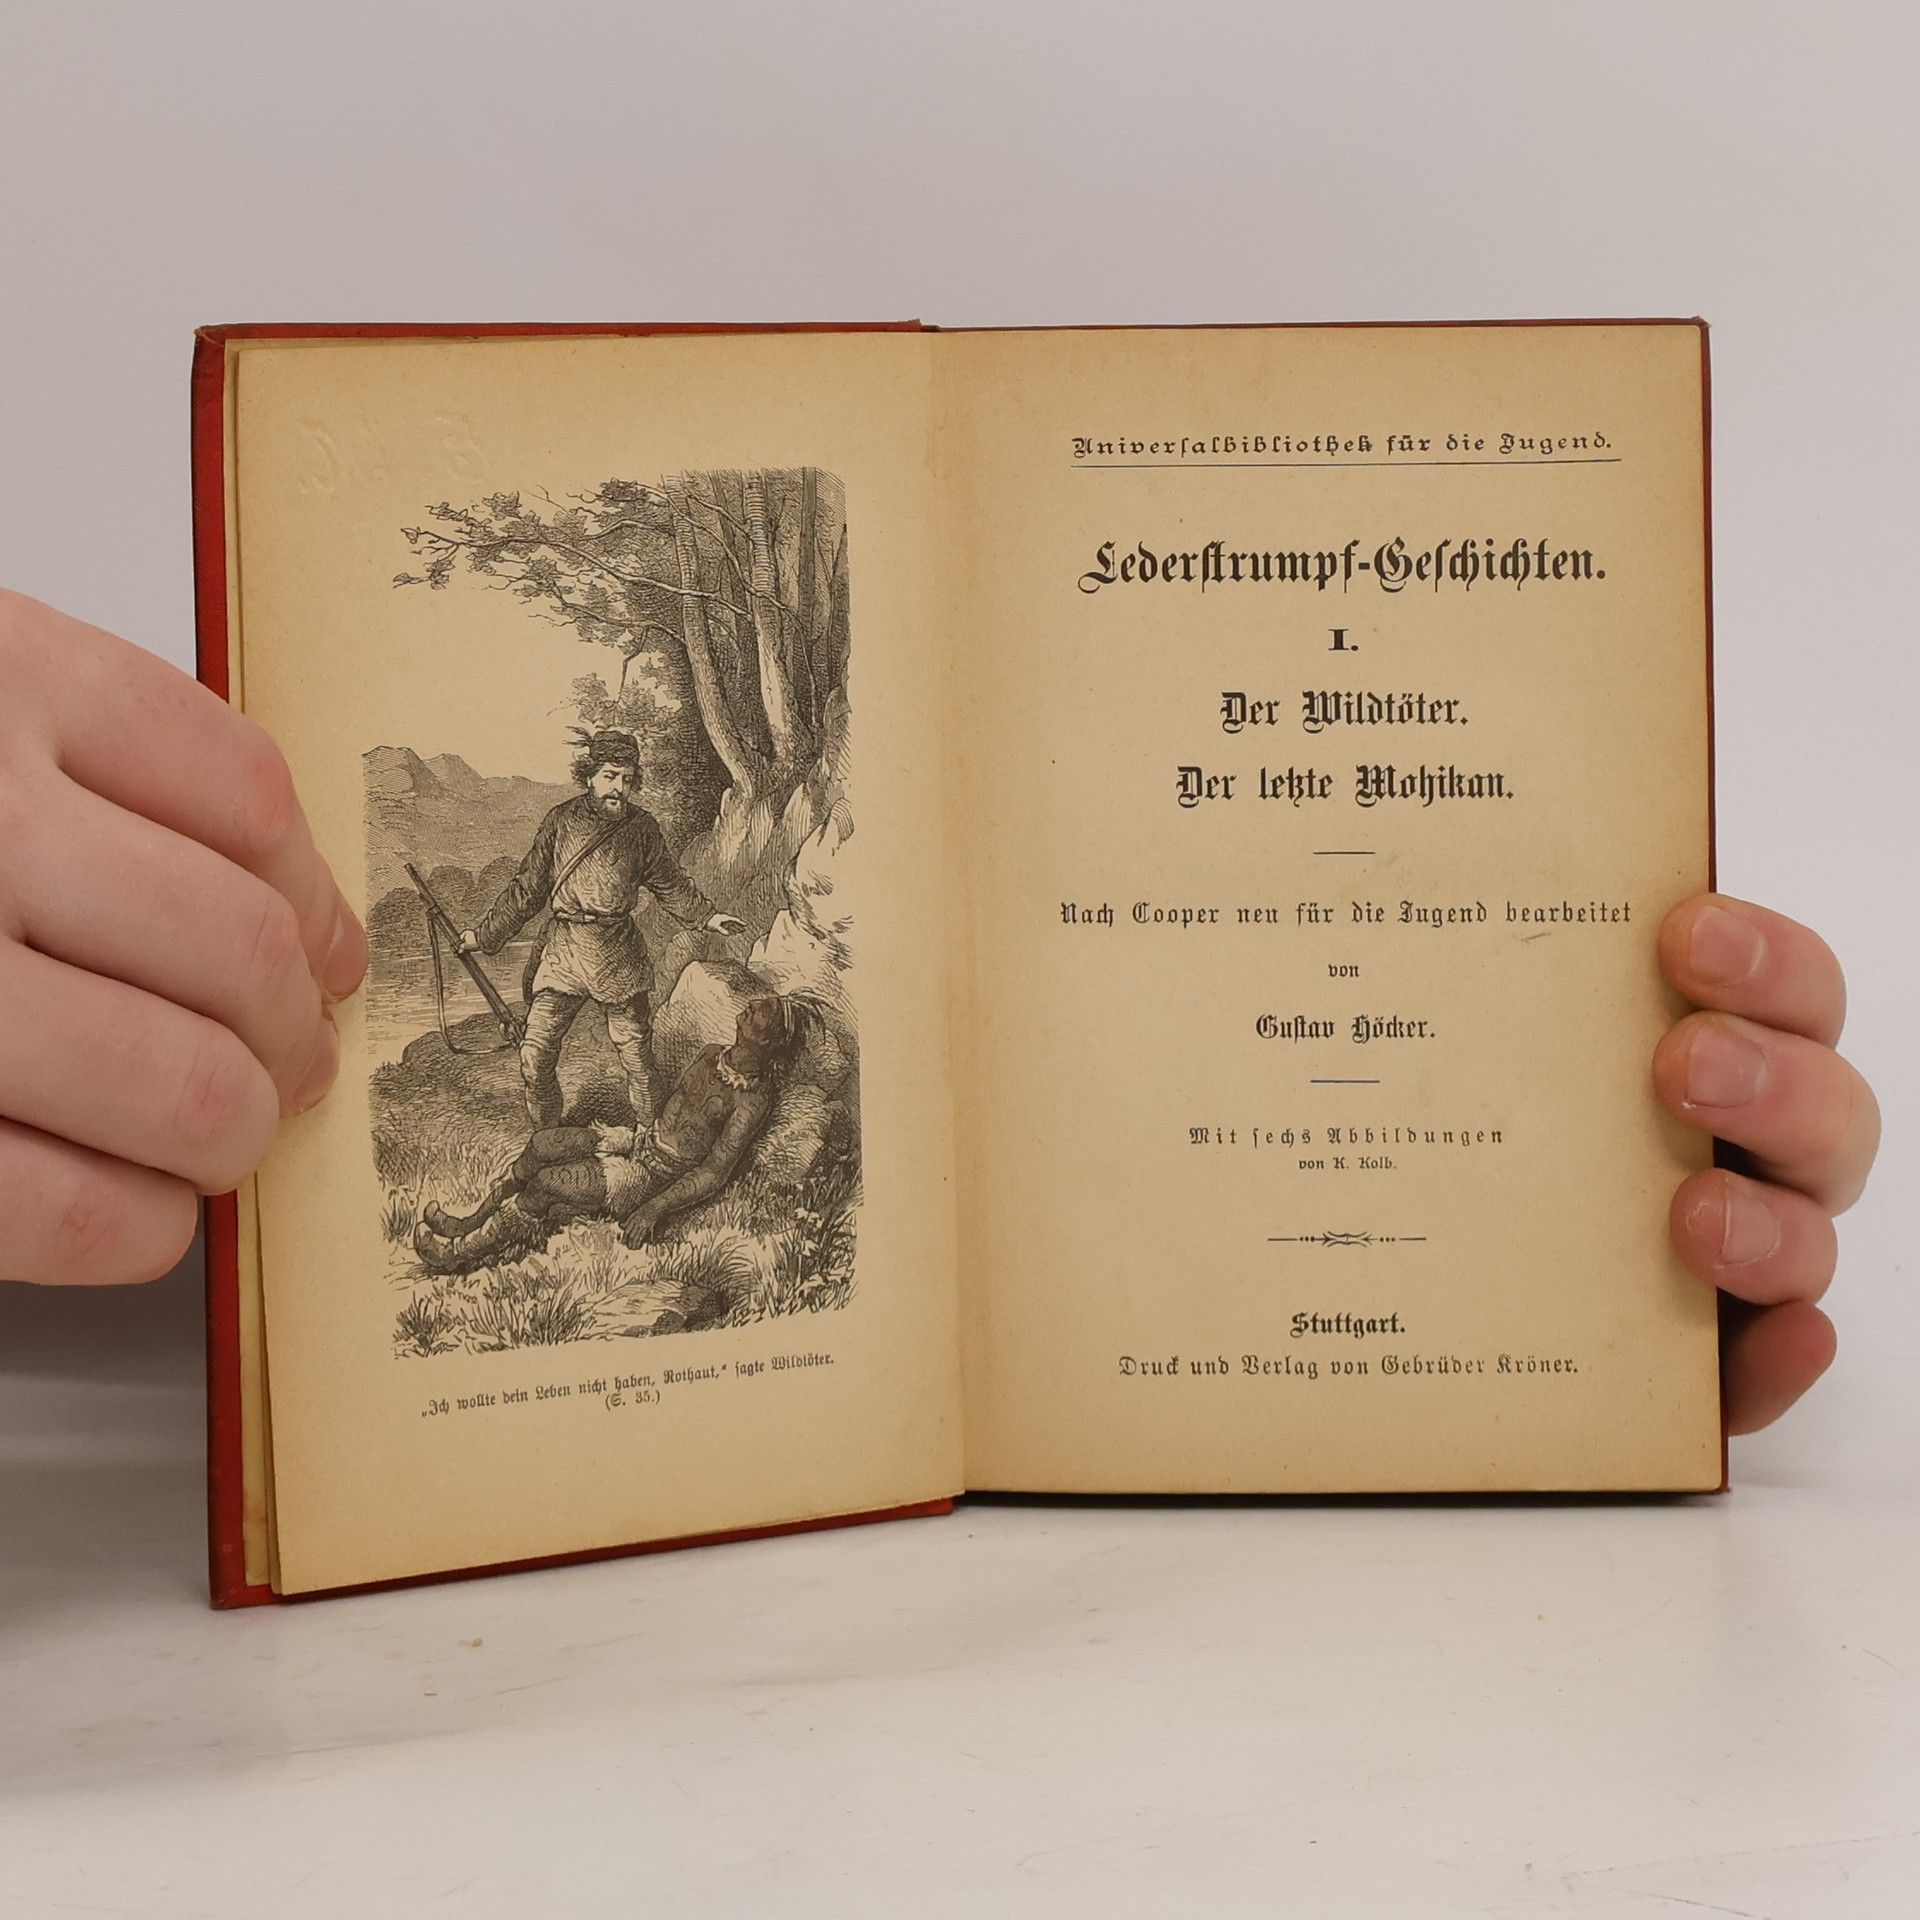 „Ich wollte dein Leben nicht haben, Rothaut,“ sagte Wildtöter.
(S. 35.)
Universalbibliothek für die Jugend.
Lederstrumpf-Geschichten.
I.
Der Wildtöter.
Der letzte Mohikan.
Nach Cooper neu für die Jugend bearbeitet
von
Gustav Höcker.
Mit sechs Abbildungen
von K. Kolb.
Stuttgart.
Druck und Verlag von Gebrüder Kröner.